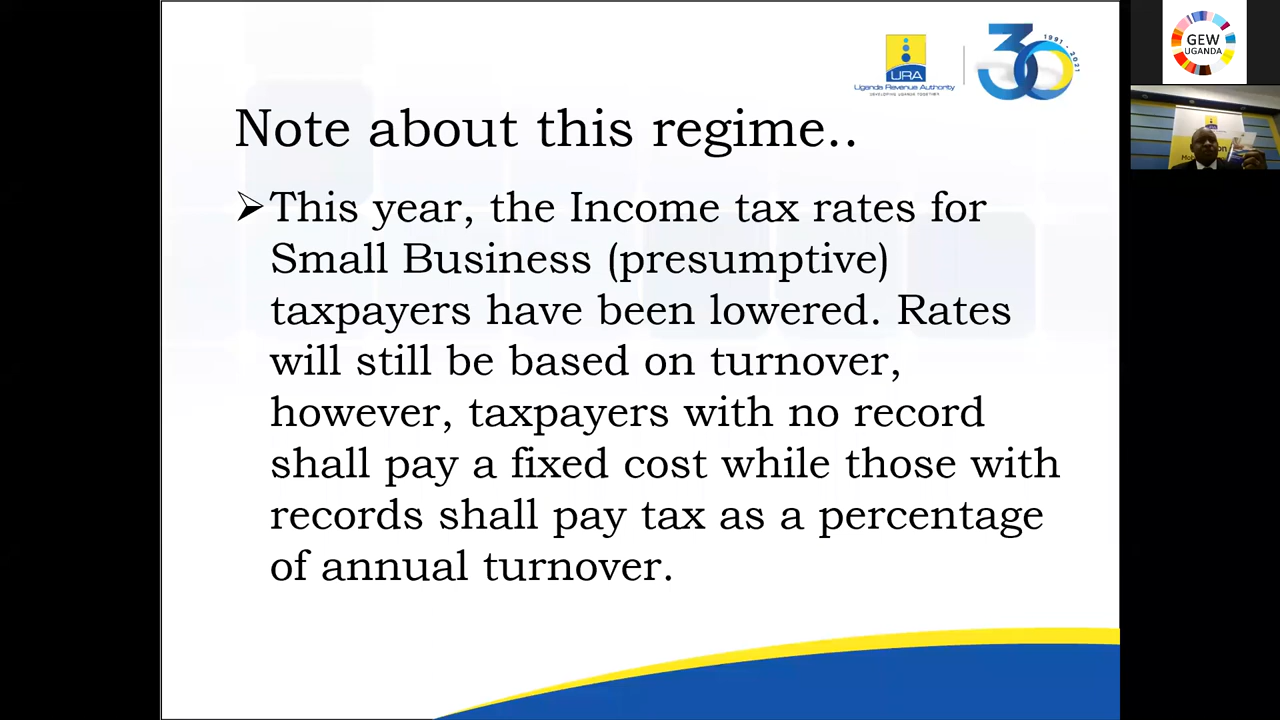 URA
Uganda Revenue Authority
DEVELOPING UGANDA TOGETHER
30
1991 - 2021
GEW
UGANDA
Note about this regime..
This year, the Income tax rates for
Small Business (presumptive)
taxpayers have been lowered. Rates
will still be based on turnover,
however, taxpayers with no record
shall pay a fixed cost while those with
records shall pay tax as a percentage
of annual turnover.